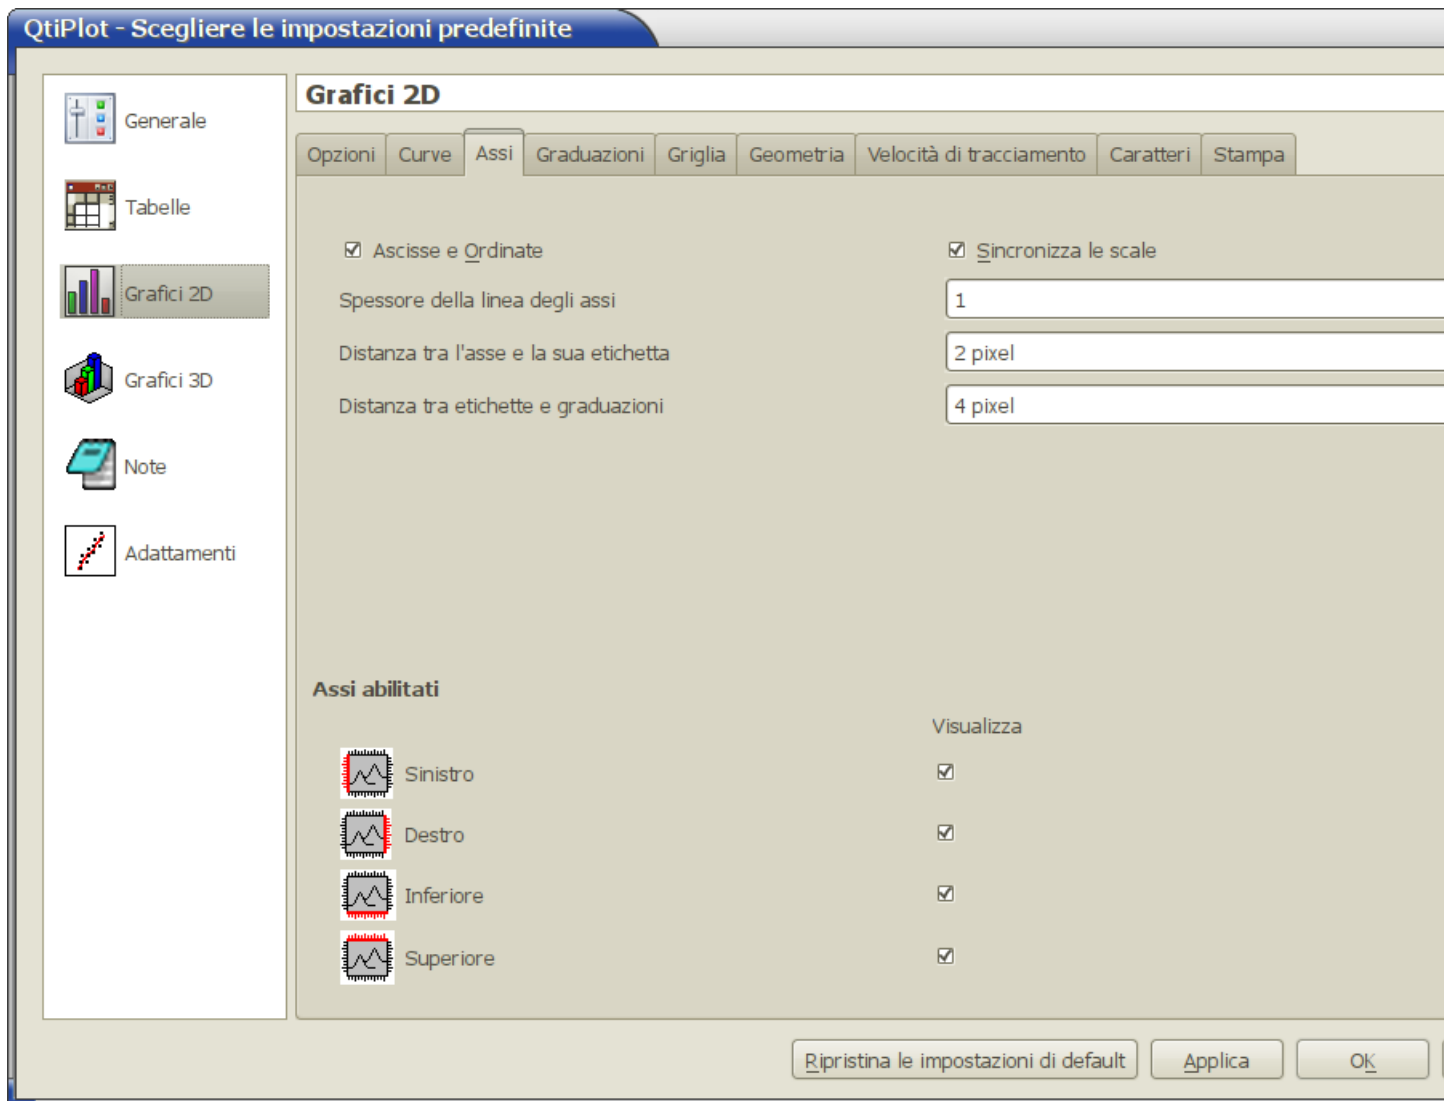 QtiPlot - Scegliere le impostazioni predefinite
Generale
Tabelle
Grafici 2D
Grafici 3D
Note
Adattamenti
Grafici 2D
Opzioni Curve Assi Graduazioni Griglia Geometria Velocità di tracciamento Caratteri Stampa
Ascisse e Ordinate Sincronizza le scale
Spessore della linea degli assi 1
Distanza tra l'asse e la sua etichetta 2 pixel
Distanza tra etichette e graduazioni 4 pixel
Assi abilitati
Visualizza
Sinistro
Destro
Inferiore
Superiore
Ripristina le impostazioni di default Applica OK